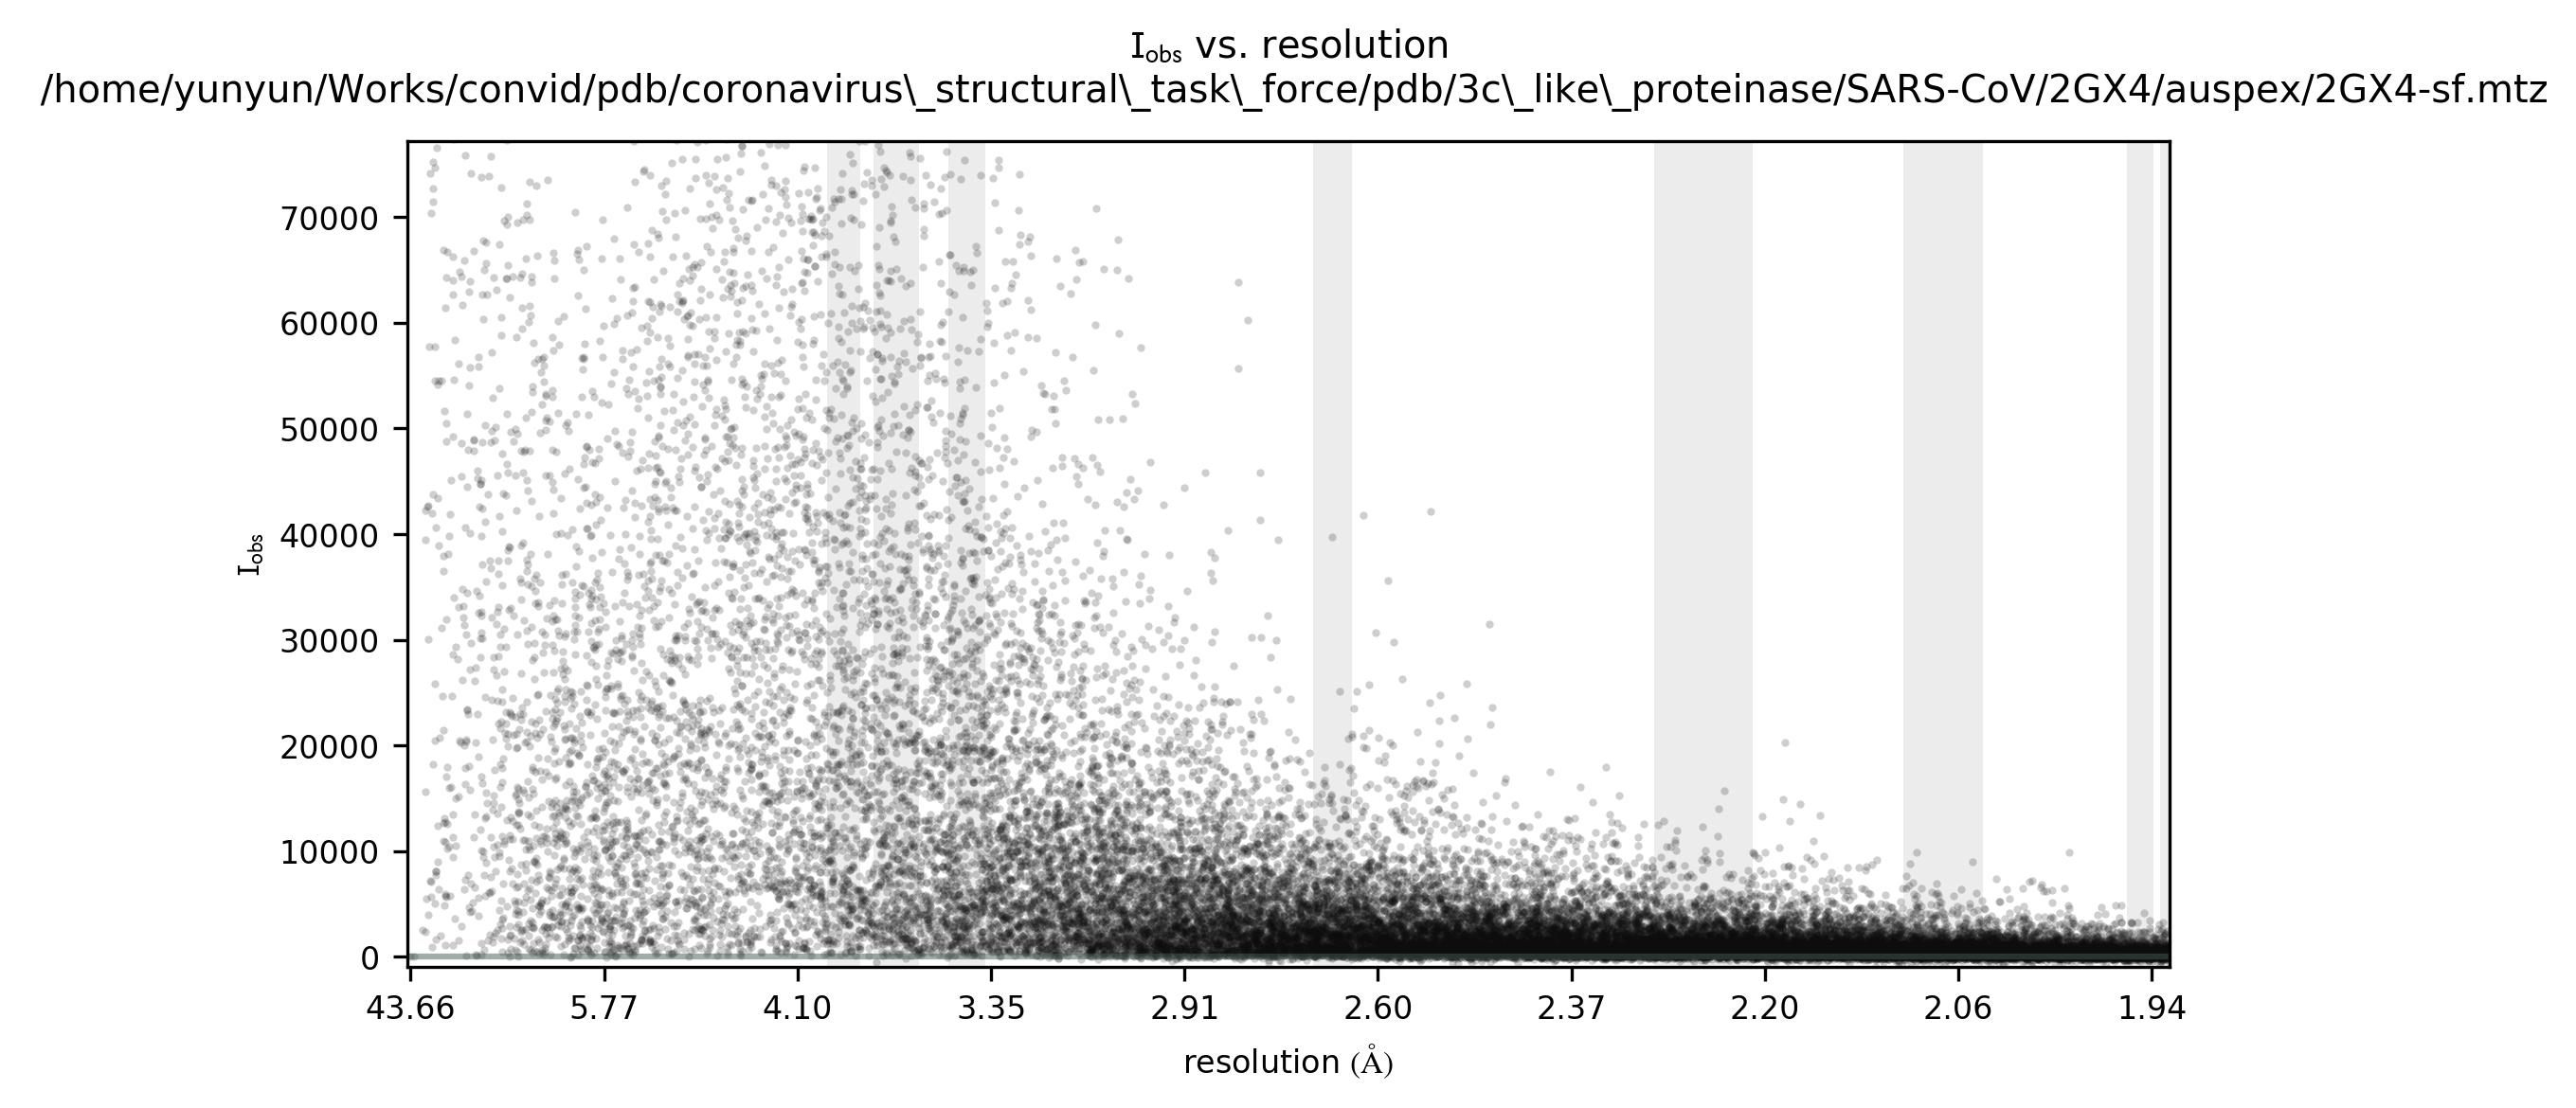 Iobs vs. resolution
/home/yunyun/Works/convid/pdb/coronavirus\_structural\_task\_force/pdb/3c\_like\_proteinase/SARS-CoV/2GX4/auspex/2GX4-sf.mtz
70000
60000
50000
40000
30000
20000
10000
0
Iobs
43.66 5.77 4.10 3.35 2.91 2.60 2.37 2.20 2.06 1.94
resolution (Å)